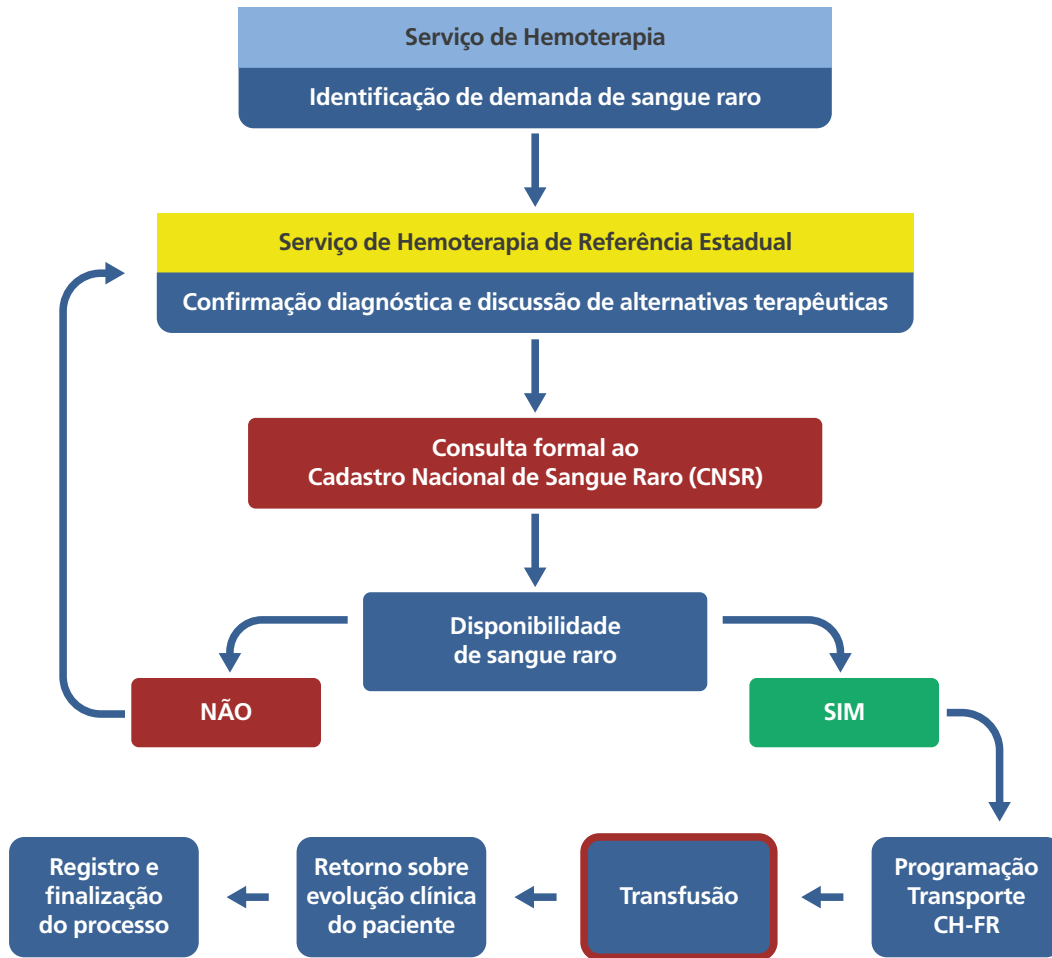 Serviço de Hemoterapia
Identificação de demanda de sangue raro
Serviço de Hemoterapia de Referência Estadual
Confirmação diagnóstica e discussão de alternativas terapêuticas
Consulta formal ao
Cadastro Nacional de Sangue Raro (CNSR)
Disponibilidade
de sangue raro
NÃO
SIM
Registro e
finalização
do processo
Retorno sobre
evolução clínica
do paciente
Transfusão
Programação
Transporte
CH-FR